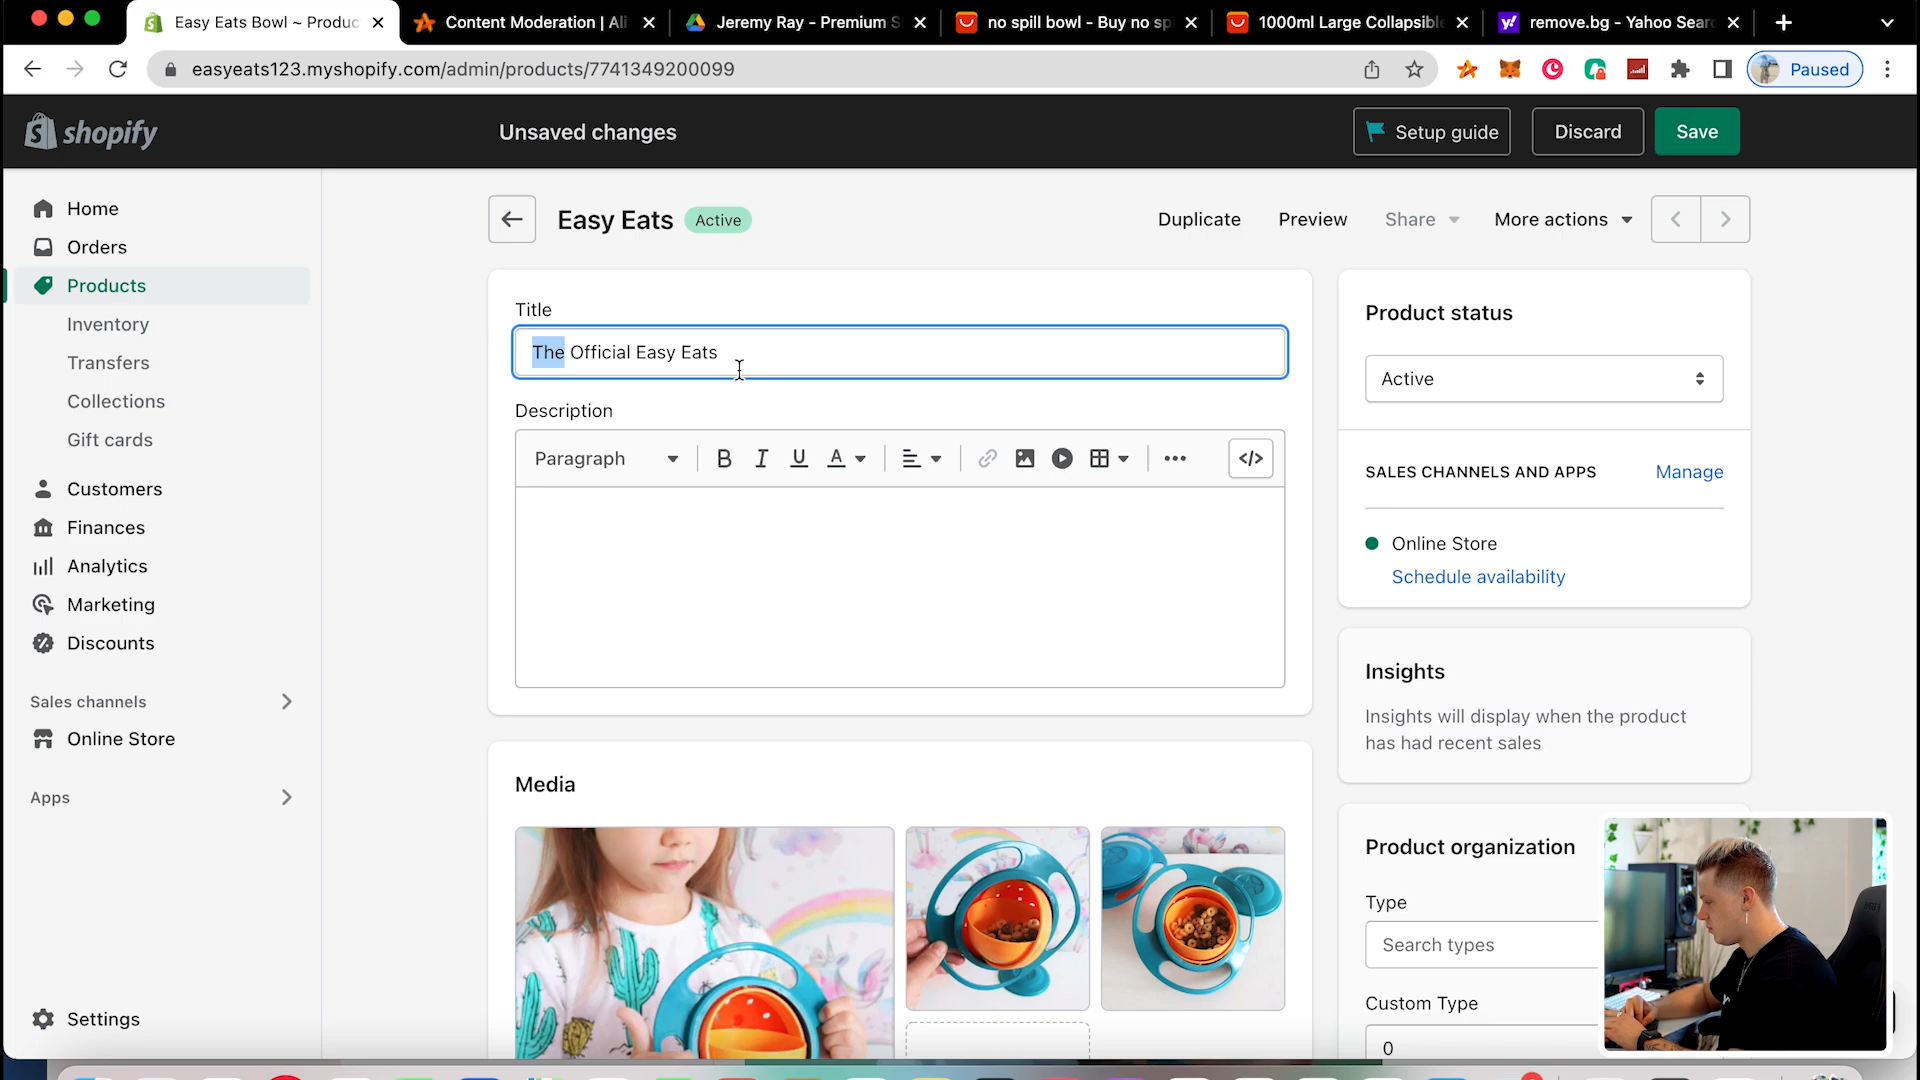 Easy Eats Bowl ~ Produc
Content Moderation | Ali
Jeremy Ray - Premium S
no spill bowl - Buy no sp
1000ml Large Collapsible
remove.bg - Yahoo Sear
easyeats123.myshopify.com/admin/products/7741349200099
Paused
shopify
Unsaved changes
Setup guide
Discard
Save
Home
Orders
Products
Inventory
Transfers
Collections
Gift cards
Customers
Finances
Analytics
Marketing
Discounts
Sales channels
Online Store
Apps
Settings
Easy Eats
Active
Duplicate
Preview
Share
More actions
Title
The Official Easy Eats
Description
Paragraph
B I U A
</>
Media
Product status
Active
SALES CHANNELS AND APPS
Manage
Online Store
Schedule availability
Insights
Insights will display when the product
has had recent sales
Product organization
Type
Search types
Custom Type
0